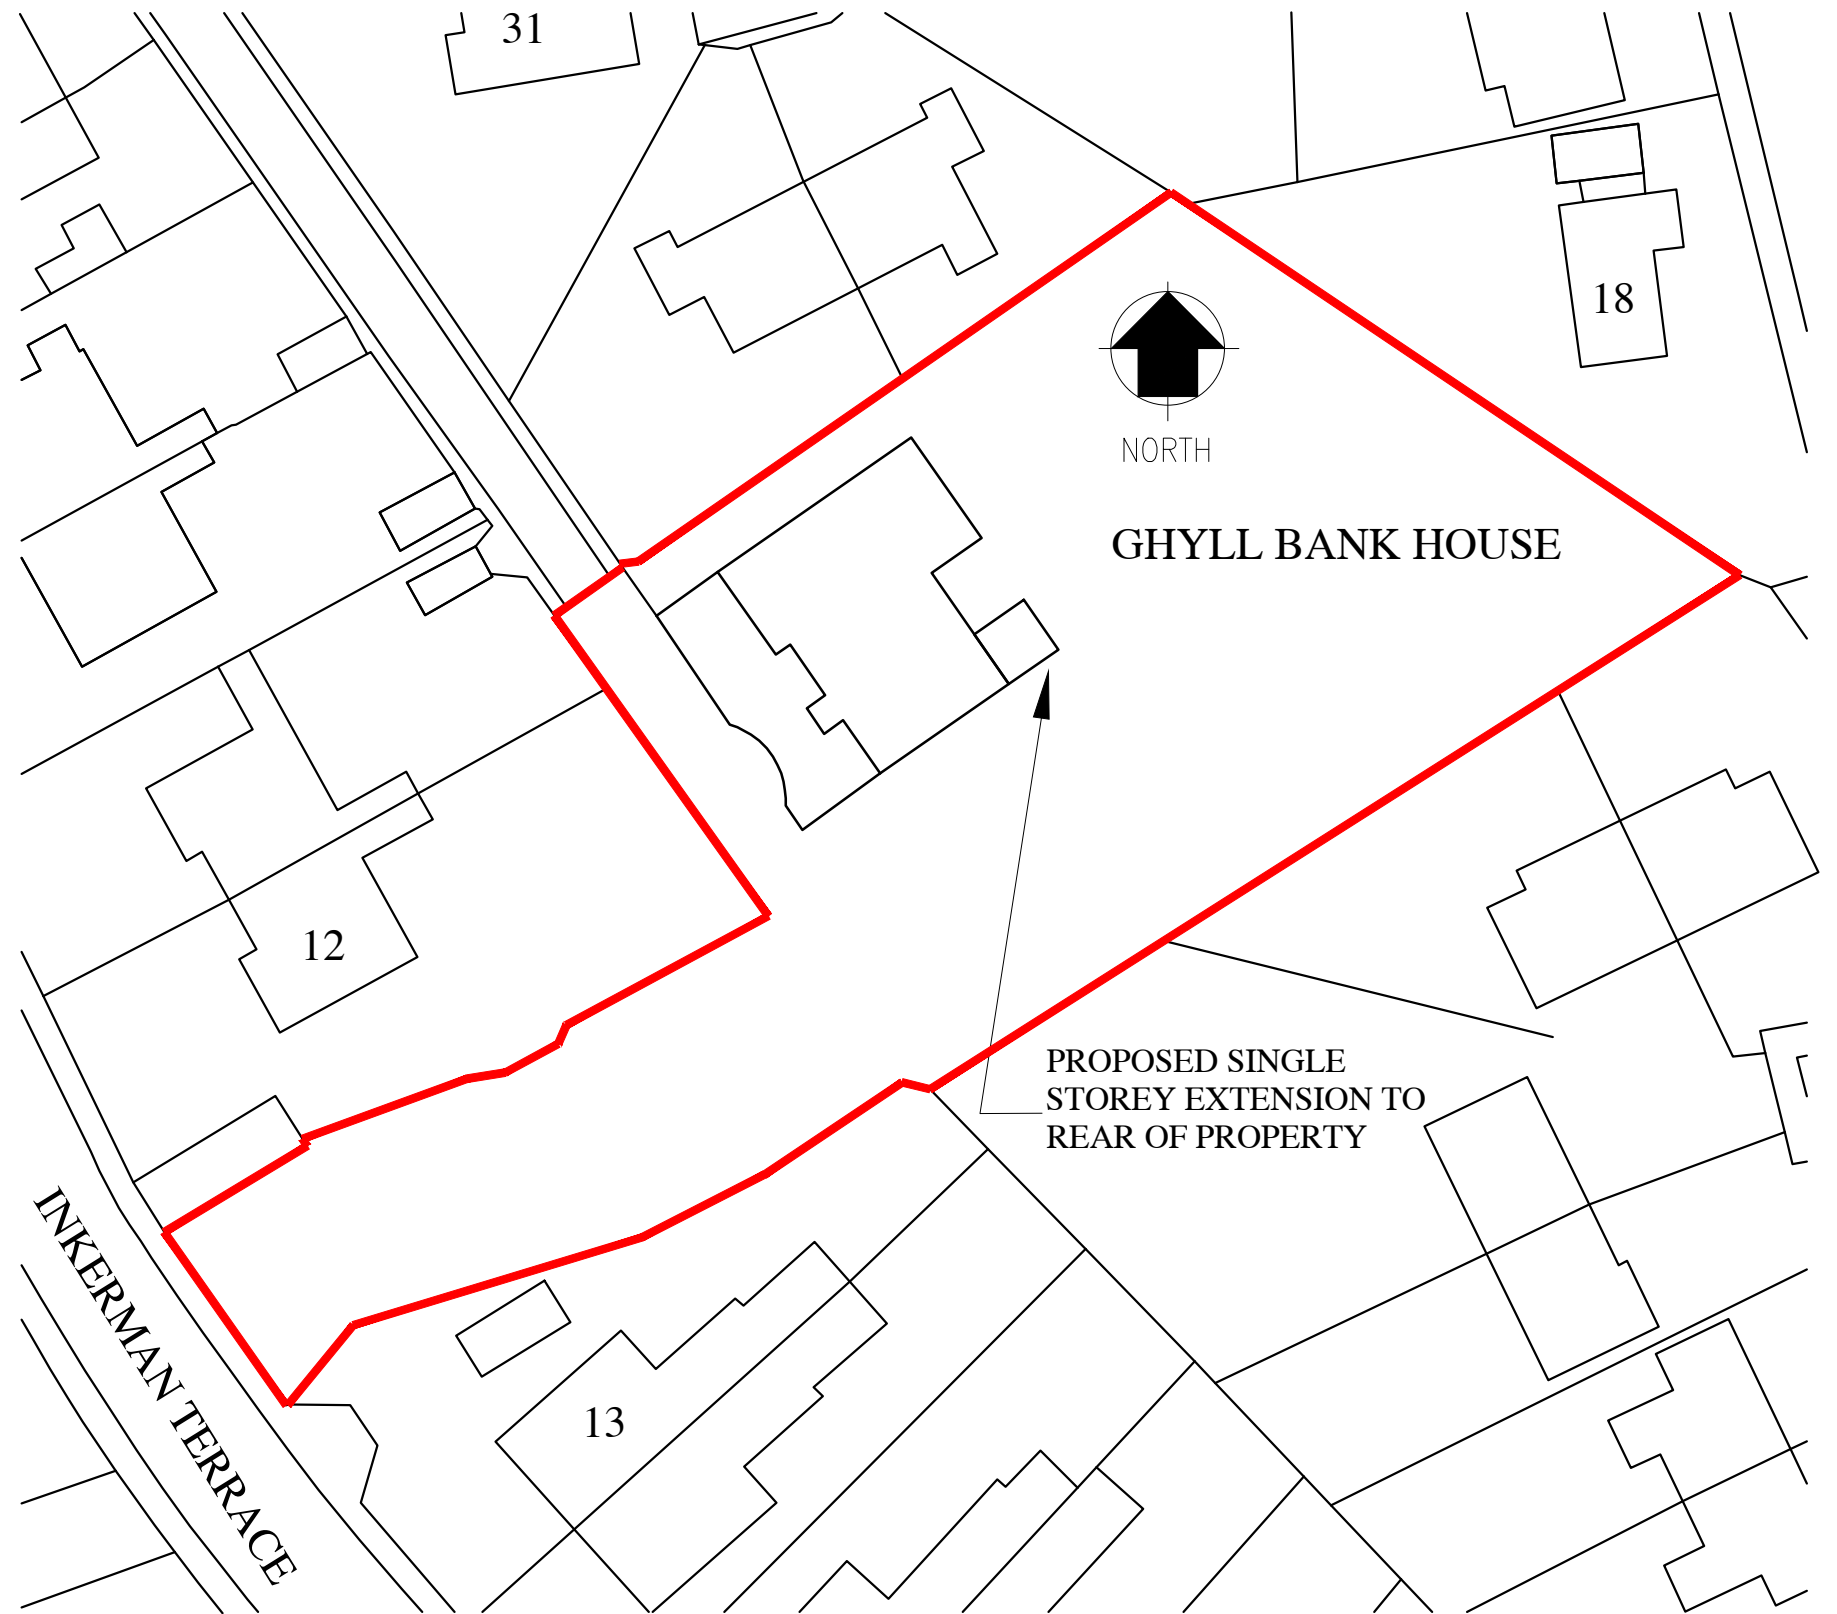 31
18
NORTH
GHYLL BANK HOUSE
12
PROPOSED SINGLE
STOREY EXTENSION TO
REAR OF PROPERTY
INKERMAN TERRACE
13